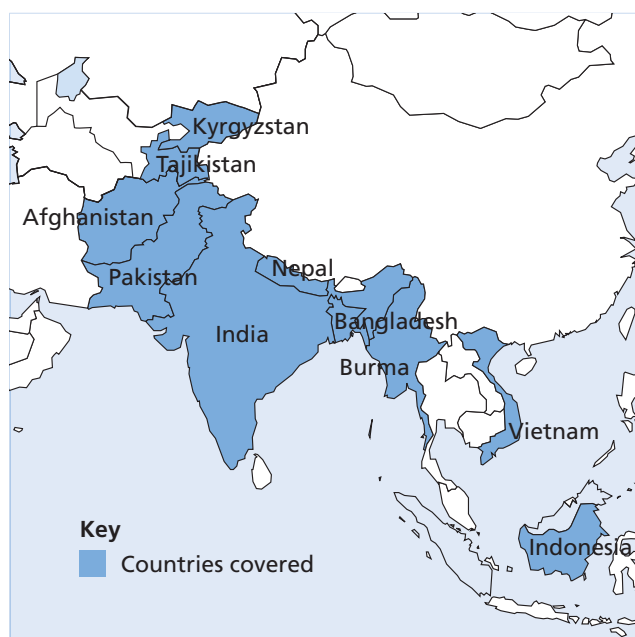 Kyrgyzstan
Tajikistan
Afghanistan
Pakistan
Nepal
India
Bangladesh
Burma
Vietnam
Key
Countries covered
Indonesia